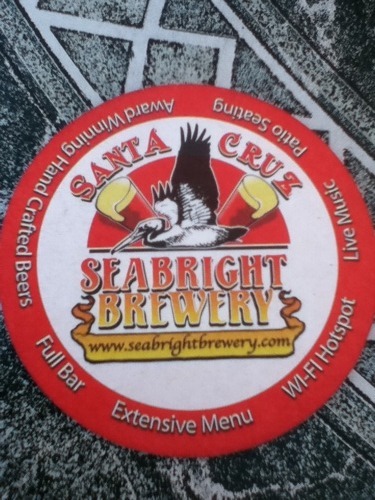 SANTA CRUZ
SEABRIGHT
BREWERY
www.seabrightbrewery.com
Award Winning Hand Crafted Beers
Patio Seating
Live Music
WI-FI Hotspot
Extensive Menu
Full Bar